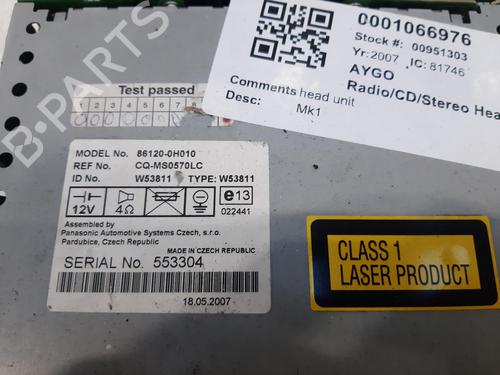 B-PARTS
0001066976
Stock #: 00951303
Yr:2007 IC:81746
AYGO
Radio/CD/Stereo Hea
Comments head unit
Desc: Mk1
Test passed
1 2 3 4 5 6 7 8
MODEL No. 86120-0H010
REF No. CQ-MS0570LC
ID No. W53811 TYPE: W53811
12V 4Ω e13
022441
Assembled by
Panasonic Automotive Systems Czech, s.r.o.
Pardubice, Czech Republic
MADE IN CZECH REPUBLIC
SERIAL No. 553304
18.05.2007
CLASS 1
LASER PRODUCT